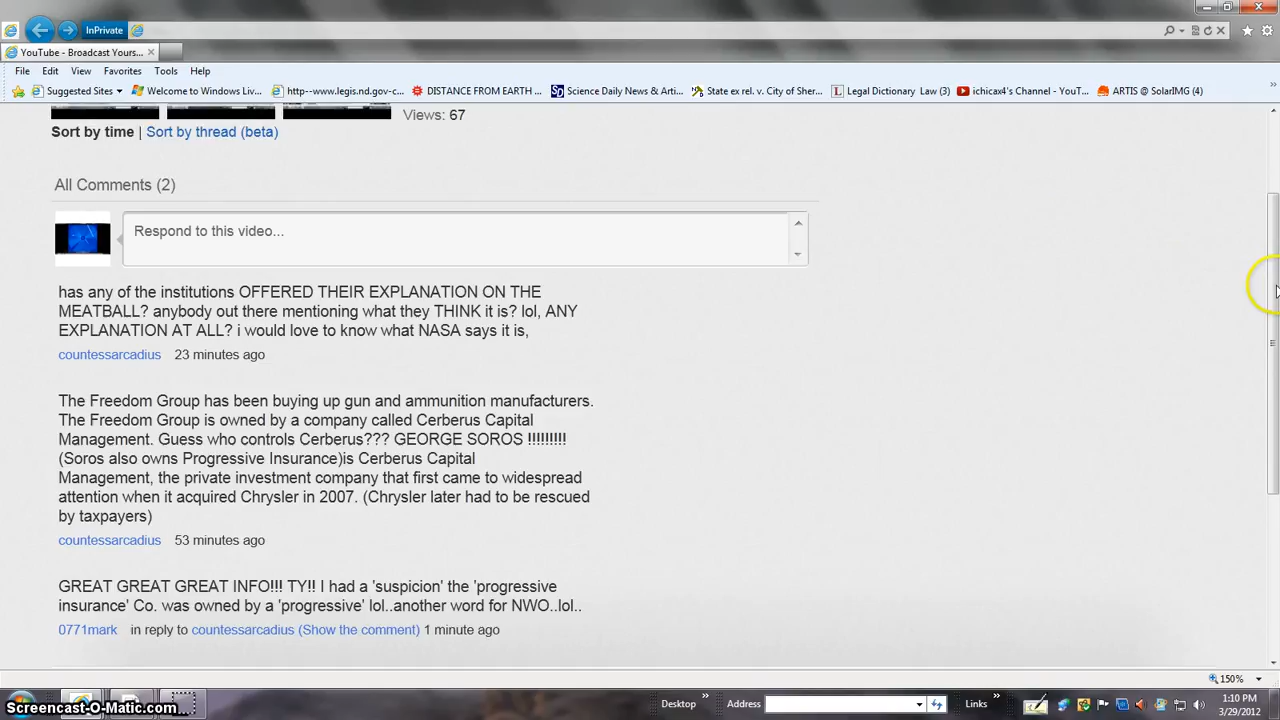 InPrivate
YouTube - Broadcast Yours...
File Edit View Favorites Tools Help
Suggested Sites Welcome to Windows Liv... http--www.legis.nd.gov-c... DISTANCE FROM EARTH ... Science Daily News & Arti... State ex rel. v. City of Sher... Legal Dictionary Law (3) ichicax4's Channel - YouT... ARTIS @ SolarIMG (4)
Views: 67
Sort by time | Sort by thread (beta)
All Comments (2)
Respond to this video...
has any of the institutions OFFERED THEIR EXPLANATION ON THE
MEATBALL? anybody out there mentioning what they THINK it is? lol, ANY
EXPLANATION AT ALL? i would love to know what NASA says it is,
countessarcadius 23 minutes ago
The Freedom Group has been buying up gun and ammunition manufacturers.
The Freedom Group is owned by a company called Cerberus Capital
Management. Guess who controls Cerberus??? GEORGE SOROS !!!!!!!!!
(Soros also owns Progressive Insurance)is Cerberus Capital
Management, the private investment company that first came to widespread
attention when it acquired Chrysler in 2007. (Chrysler later had to be rescued
by taxpayers)
countessarcadius 53 minutes ago
GREAT GREAT GREAT INFO!!! TY!! I had a 'suspicion' the 'progressive
insurance' Co. was owned by a 'progressive' lol..another word for NWO..lol..
0771mark in reply to countessarcadius (Show the comment) 1 minute ago
150%
Desktop » Address Links » 1:10 PM
Screencast-O-Matic.com 3/29/2012